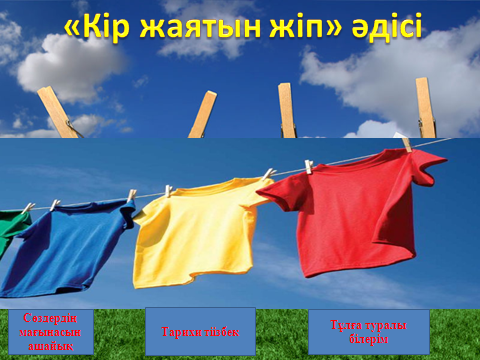 «Кір жаятын жіп» әдісі
Сөздердің
мағынасын
ашайық
Тарихи тізбек
Тұлға туралы
білерім